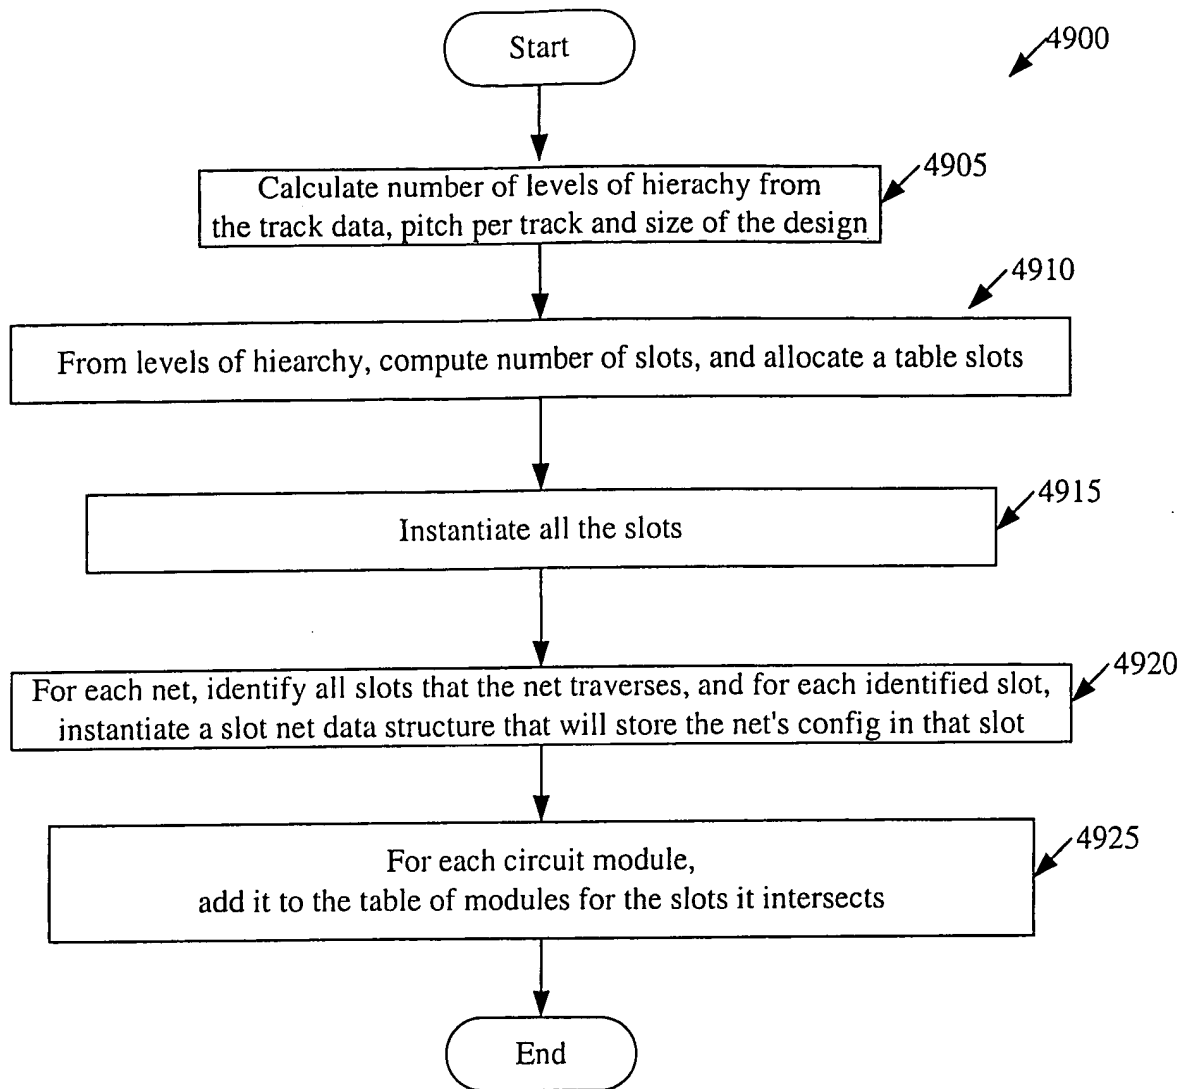 Start
4900
4905
Calculate number of levels of hierachy from
the track data, pitch per track and size of the design
4910
From levels of hiearchy, compute number of slots, and allocate a table slots
4915
Instantiate all the slots
4920
For each net, identify all slots that the net traverses, and for each identified slot,
instantiate a slot net data structure that will store the net's config in that slot
4925
For each circuit module,
add it to the table of modules for the slots it intersects
End